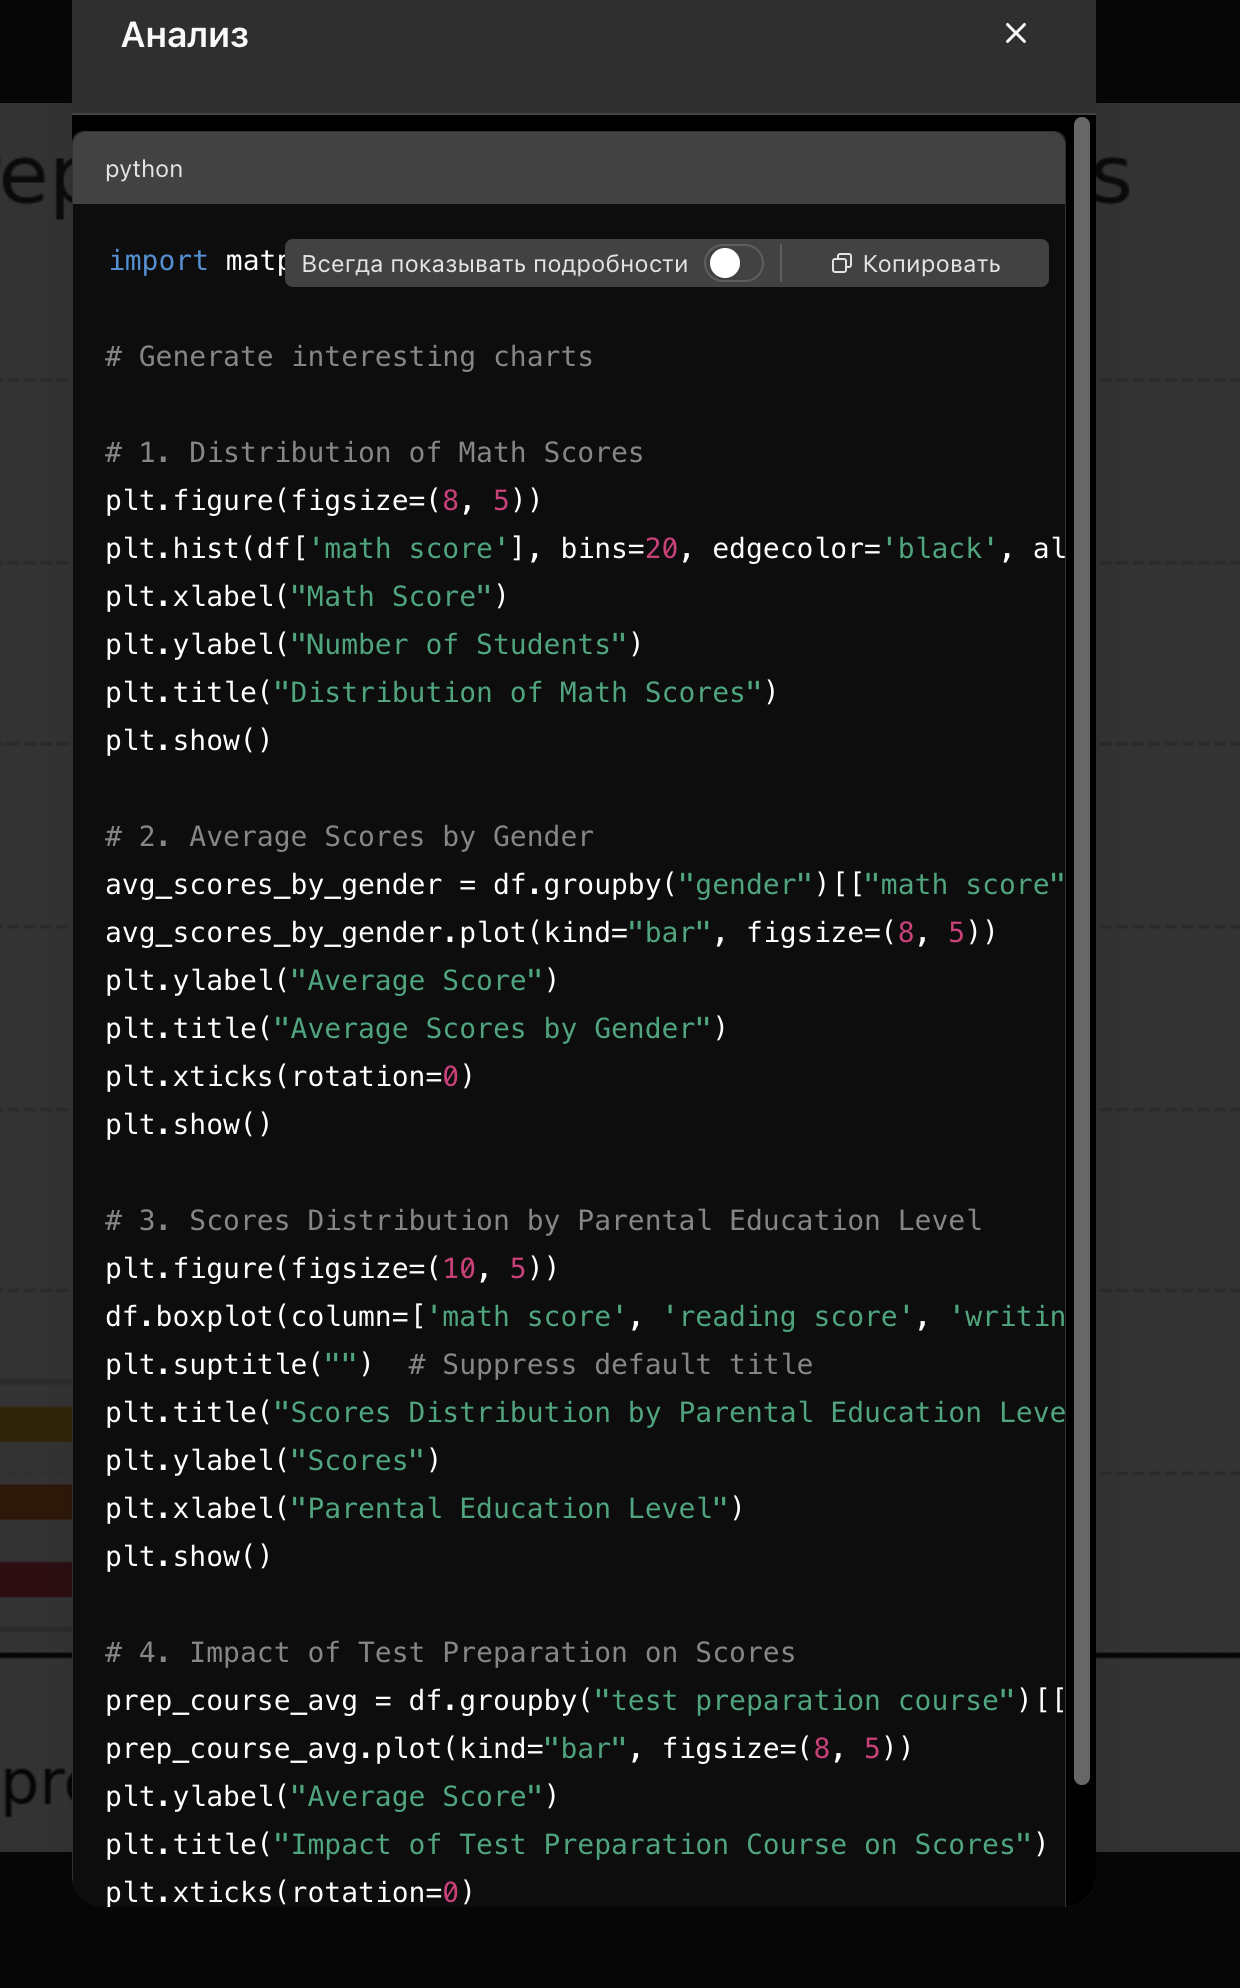 Анализ
python
import
Всегда показывать подробности
Копировать
# Generate interesting charts
# 1. Distribution of Math Scores
plt.figure(figsize=(8, 5))
plt.hist(df['math score'], bins=20, edgecolor='black', al
plt.xlabel("Math Score")
plt.ylabel("Number of Students")
plt.title("Distribution of Math Scores")
plt.show()
# 2. Average Scores by Gender
avg_scores_by_gender = df.groupby("gender")[["math score"
avg_scores_by_gender.plot(kind="bar", figsize=(8, 5))
plt.ylabel("Average Score")
plt.title("Average Scores by Gender")
plt.xticks(rotation=0)
plt.show()
# 3. Scores Distribution by Parental Education Level
plt.figure(figsize=(10, 5))
df.boxplot(column=['math score', 'reading score', 'writin
plt.suptitle("")  # Suppress default title
plt.title("Scores Distribution by Parental Education Leve
plt.ylabel("Scores")
plt.xlabel("Parental Education Level")
plt.show()
# 4. Impact of Test Preparation on Scores
prep_course_avg = df.groupby("test preparation course")[[
prep_course_avg.plot(kind="bar", figsize=(8, 5))
plt.ylabel("Average Score")
plt.title("Impact of Test Preparation Course on Scores")
plt.xticks(rotation=0)